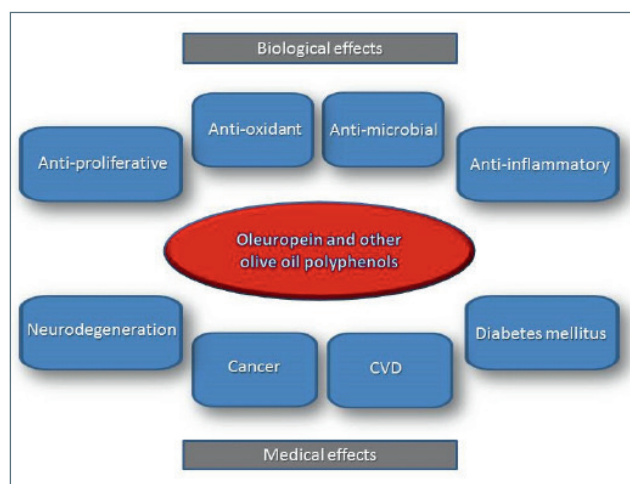 Biological effects
Anti-oxidant
Anti-microbial
Anti-proliferative
Anti-inflammatory
Oleuropein and other
olive oil polyphenols
Neurodegeneration
Diabetes mellitus
Cancer
CVD
Medical effects